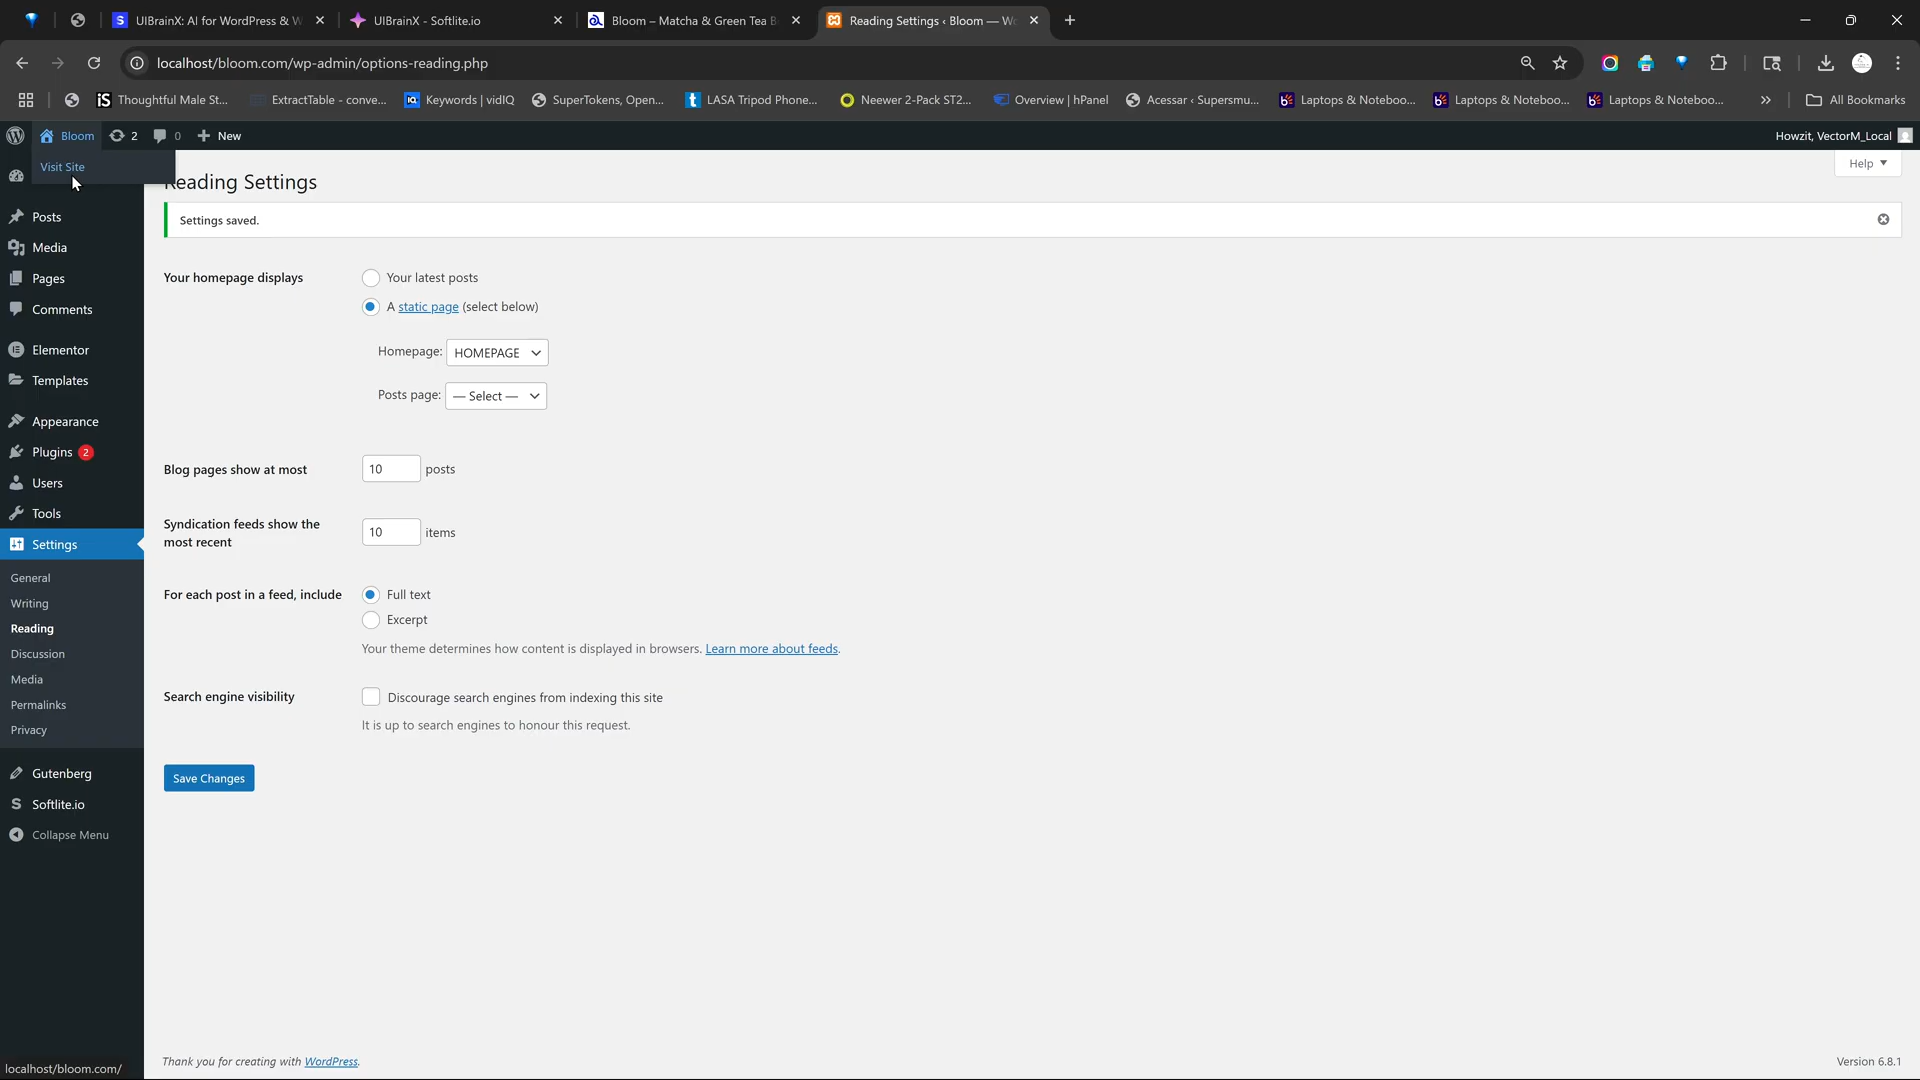 UIBrainX: AI for WordPress & W
UIBrainX - Softlite.io
Bloom – Matcha & Green Tea B
Reading Settings ‹ Bloom — Wo
localhost/bloom.com/wp-admin/options-reading.php
Thoughtful Male St...
ExtractTable - conve...
Keywords | vidIQ
SuperTokens, Open...
LASA Tripod Phone...
Neewer 2-Pack ST2...
Overview | hPanel
Acessar ‹ Supersmu...
Laptops & Noteboo...
Laptops & Noteboo...
Laptops & Noteboo...
All Bookmarks
Bloom
2
0
New
Howzit, VectorM_Local
Visit Site
Help
Reading Settings
Settings saved.
Posts
Media
Pages
Comments
Elementor
Templates
Appearance
Plugins 2
Users
Tools
Settings
General
Writing
Reading
Discussion
Media
Permalinks
Privacy
Gutenberg
Softlite.io
Collapse Menu
Your homepage displays
Your latest posts
A static page (select below)
Homepage: HOMEPAGE
Posts page: — Select —
Blog pages show at most
10 posts
Syndication feeds show the most recent
10 items
For each post in a feed, include
Full text
Excerpt
Your theme determines how content is displayed in browsers. Learn more about feeds.
Search engine visibility
Discourage search engines from indexing this site
It is up to search engines to honour this request.
Save Changes
Thank you for creating with WordPress.
Version 6.8.1
localhost/bloom.com/